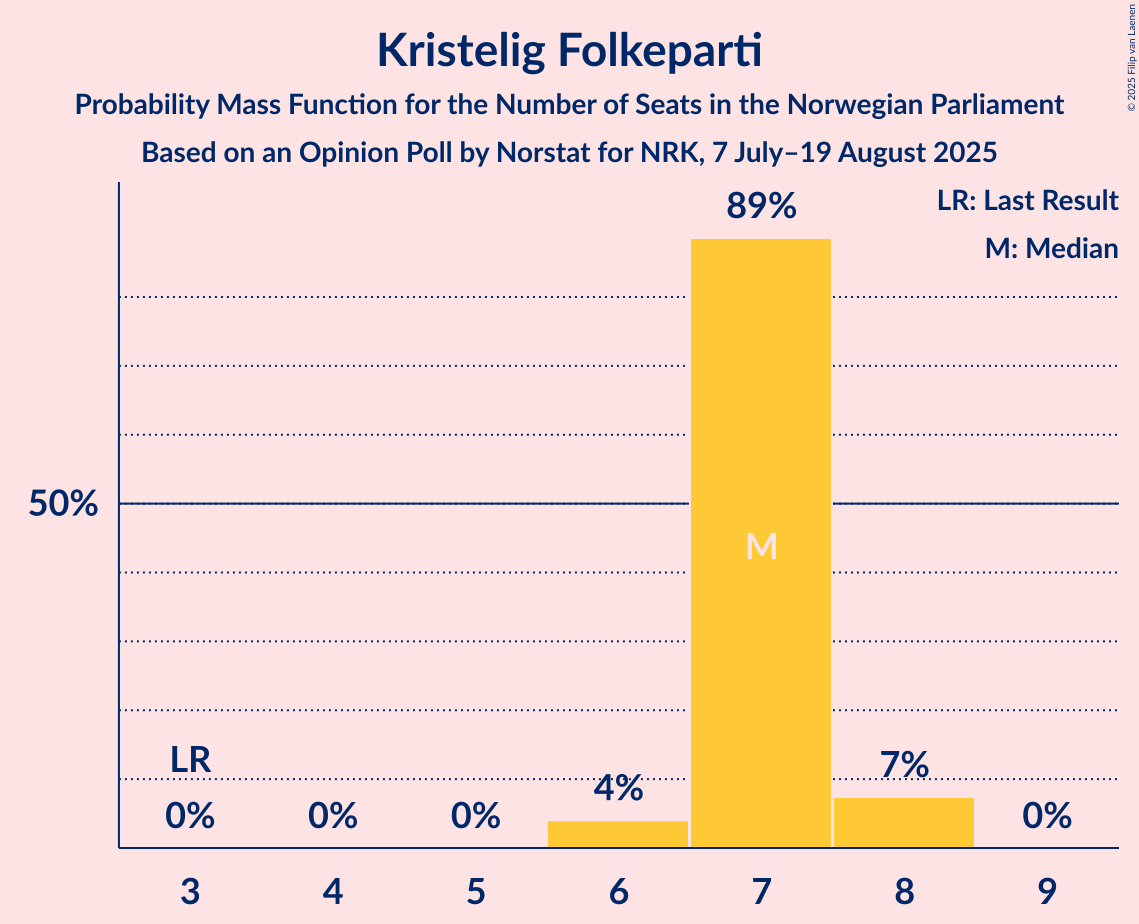 Kristelig Folkeparti
Probability Mass Function for the Number of Seats in the Norwegian Parliament
Based on an Opinion Poll by Norstat for NRK, 7 July–19 August 2025
© 2025 Filip van Laenen
LR: Last Result
M: Median
89%
50%
M
LR
0%
0%
0%
4%
7%
0%
3
4
5
6
7
8
9